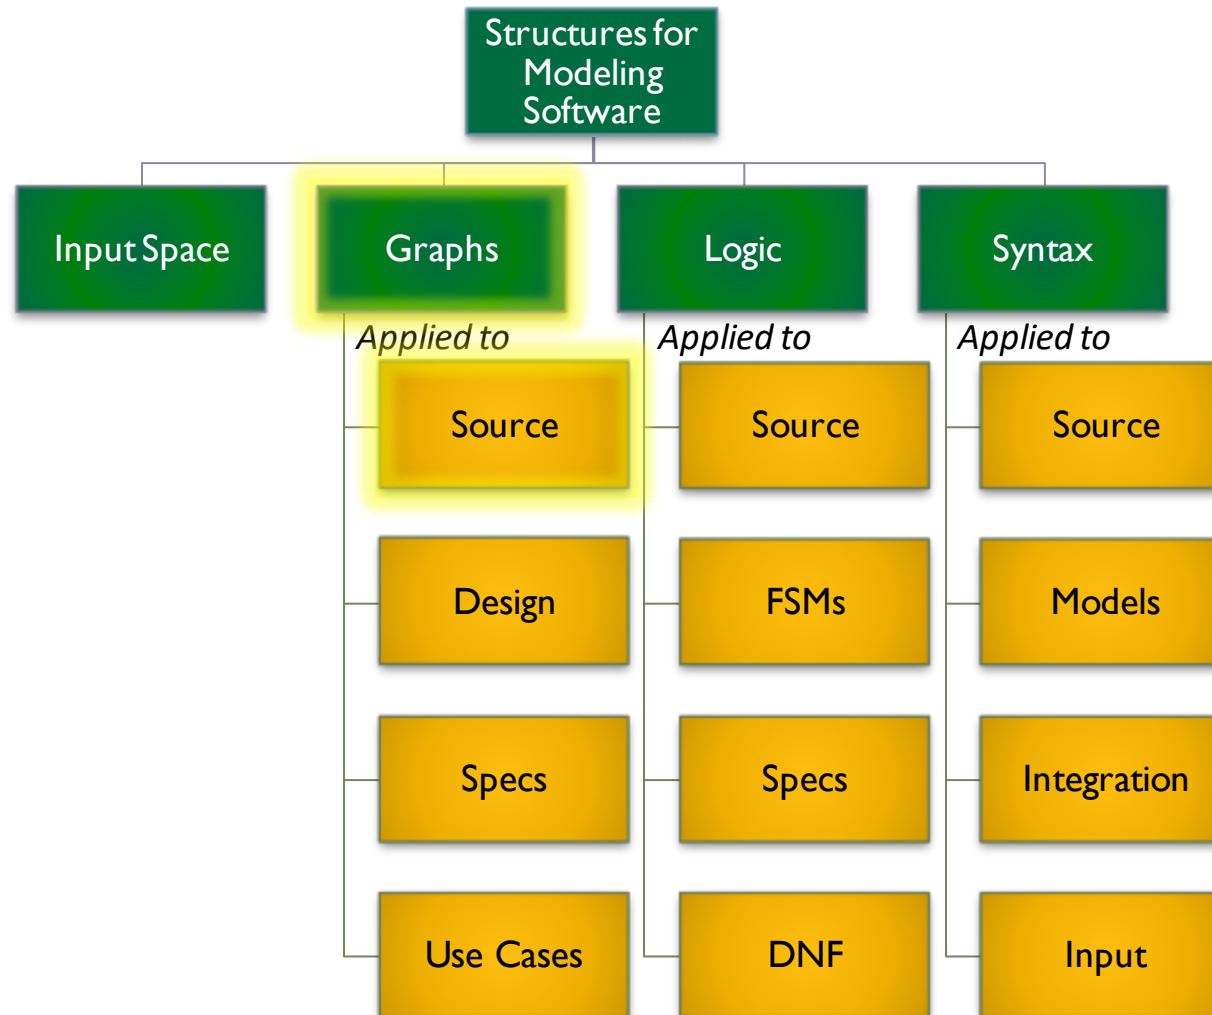 Structures for
Modeling
Software
Input Space
Graphs
Logic
Syntax
Applied to
Applied to
Applied to
Source
Source
Source
Design
FSMs
Models
Specs
Specs
Integration
Use Cases
DNF
Input